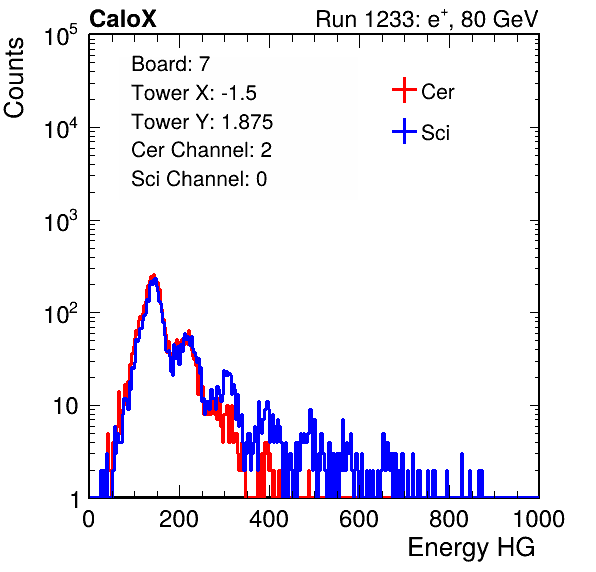 CaloX Run 1233: e⁺, 80 GeV
Counts
Board: 7
Tower X: -1.5
Tower Y: 1.875
Cer Channel: 2
Sci Channel: 0
Cer
Sci
10⁵
10⁴
10³
10²
10
1
0 200 400 600 800 1000
Energy HG